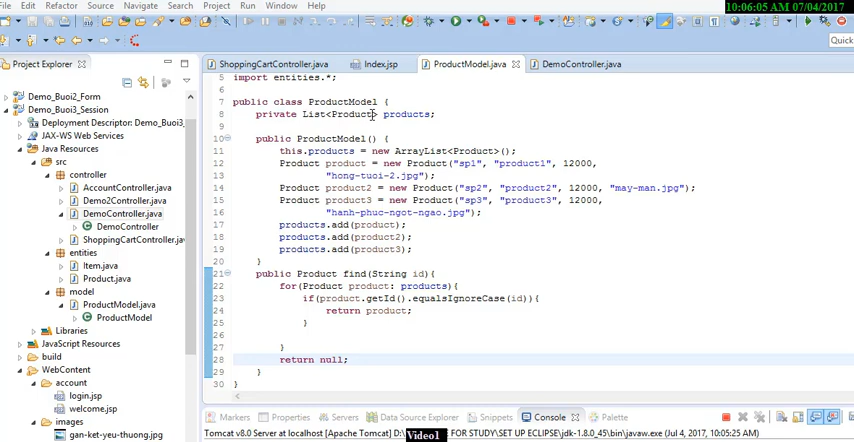 10:06:05 AM 07/04/2017
File Edit Refactor Source Navigate Search Project Run Window Help
Quick
Project Explorer
ShoppingCartController.java Index.jsp ProductModel.java DemoController.java
Demo_Buoi2_Form
Demo_Buoi3_Session
Deployment Descriptor: Demo_Buoi3_
JAX-WS Web Services
Java Resources
src
controller
AccountController.java
Demo2Controller.java
DemoController.java
DemoController
ShoppingCartController.java
entities
Item.java
Product.java
model
ProductModel.java
ProductModel
Libraries
JavaScript Resources
build
WebContent
account
login.jsp
welcome.jsp
images
gan-ket-yeu-thuong.jpg
5 import entities.*;
6
7 public class ProductModel {
8 private List<Product> products;
9
10 public ProductModel() {
11 this.products = new ArrayList<Product>();
12 Product product = new Product("sp1", "product1", 12000,
13 "hong-tuoi-2.jpg");
14 Product product2 = new Product("sp2", "product2", 12000, "may-man.jpg");
15 Product product3 = new Product("sp3", "product3", 12000,
16 "hanh-phuc-ngot-ngao.jpg");
17 products.add(product);
18 products.add(product2);
19 products.add(product3);
20 }
21 public Product find(String id){
22 for(Product product: products){
23 if(product.getId().equalsIgnoreCase(id)){
24 return product;
25 }
26
27 }
28 return null;
29 }
30 }
Markers Properties Servers Data Source Explorer Snippets Console Palette
Tomcat v8.0 Server at localhost [Apache Tomcat] D:\ FOR STUDY\SET UP ECLIPSE\jdk-1.8.0_45\bin\javaw.exe (Jul 4, 2017, 10:05:25 AM)
Video1